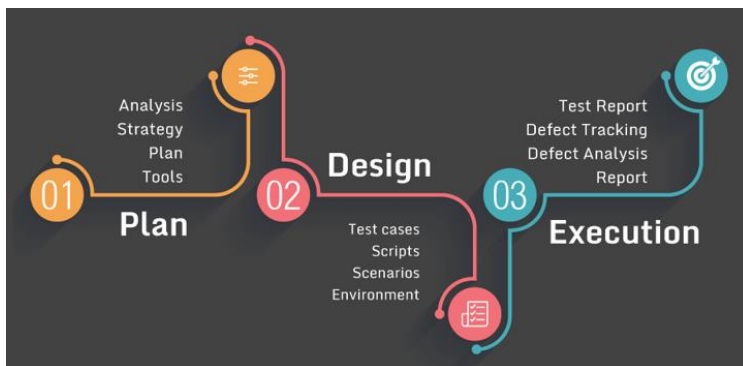 01
Plan
Analysis
Strategy
Plan
Tools
02
Design
Test cases
Scripts
Scenarios
Environment
03
Execution
Test Report
Defect Tracking
Defect Analysis
Report